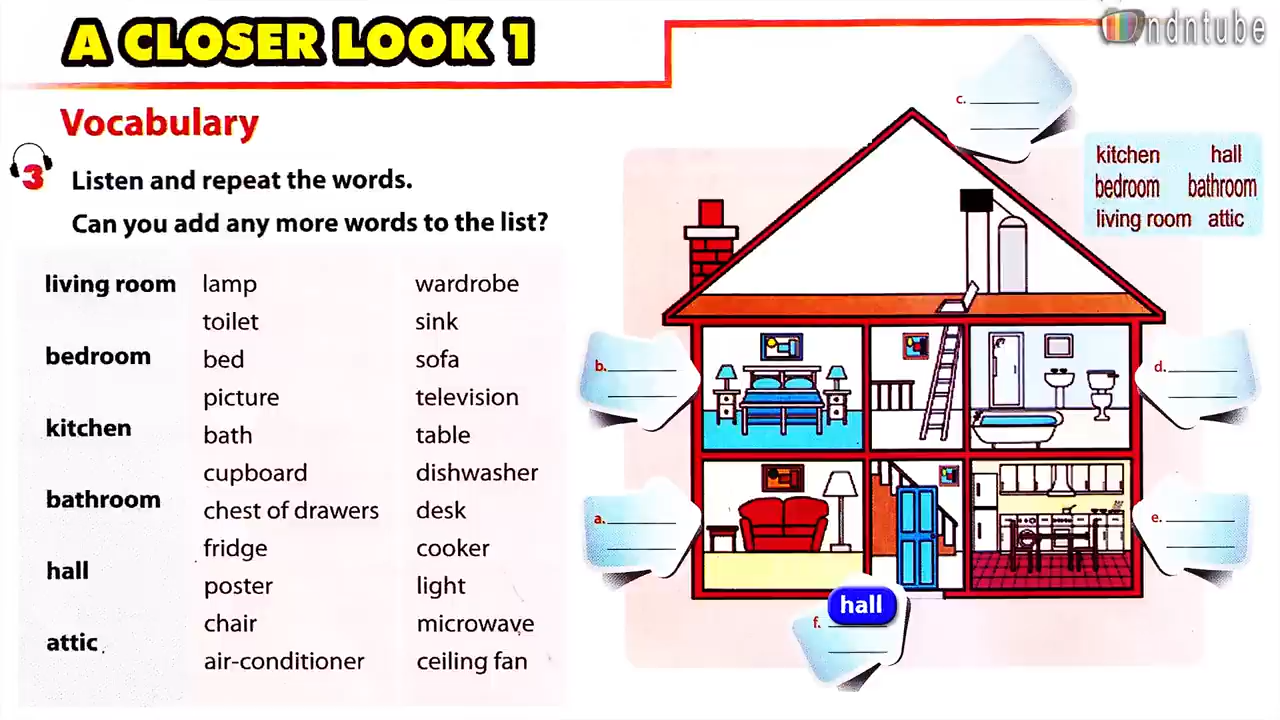 A CLOSER LOOK 1
ndntube
Vocabulary
3 Listen and repeat the words.
Can you add any more words to the list?
living room
bedroom
kitchen
bathroom
hall
attic
lamp
toilet
bed
picture
bath
cupboard
chest of drawers
fridge
poster
chair
air-conditioner
wardrobe
sink
sofa
television
table
dishwasher
desk
cooker
light
microwave
ceiling fan
kitchen hall
bedroom bathroom
living room attic
c.
b.
d.
a.
e.
f. hall